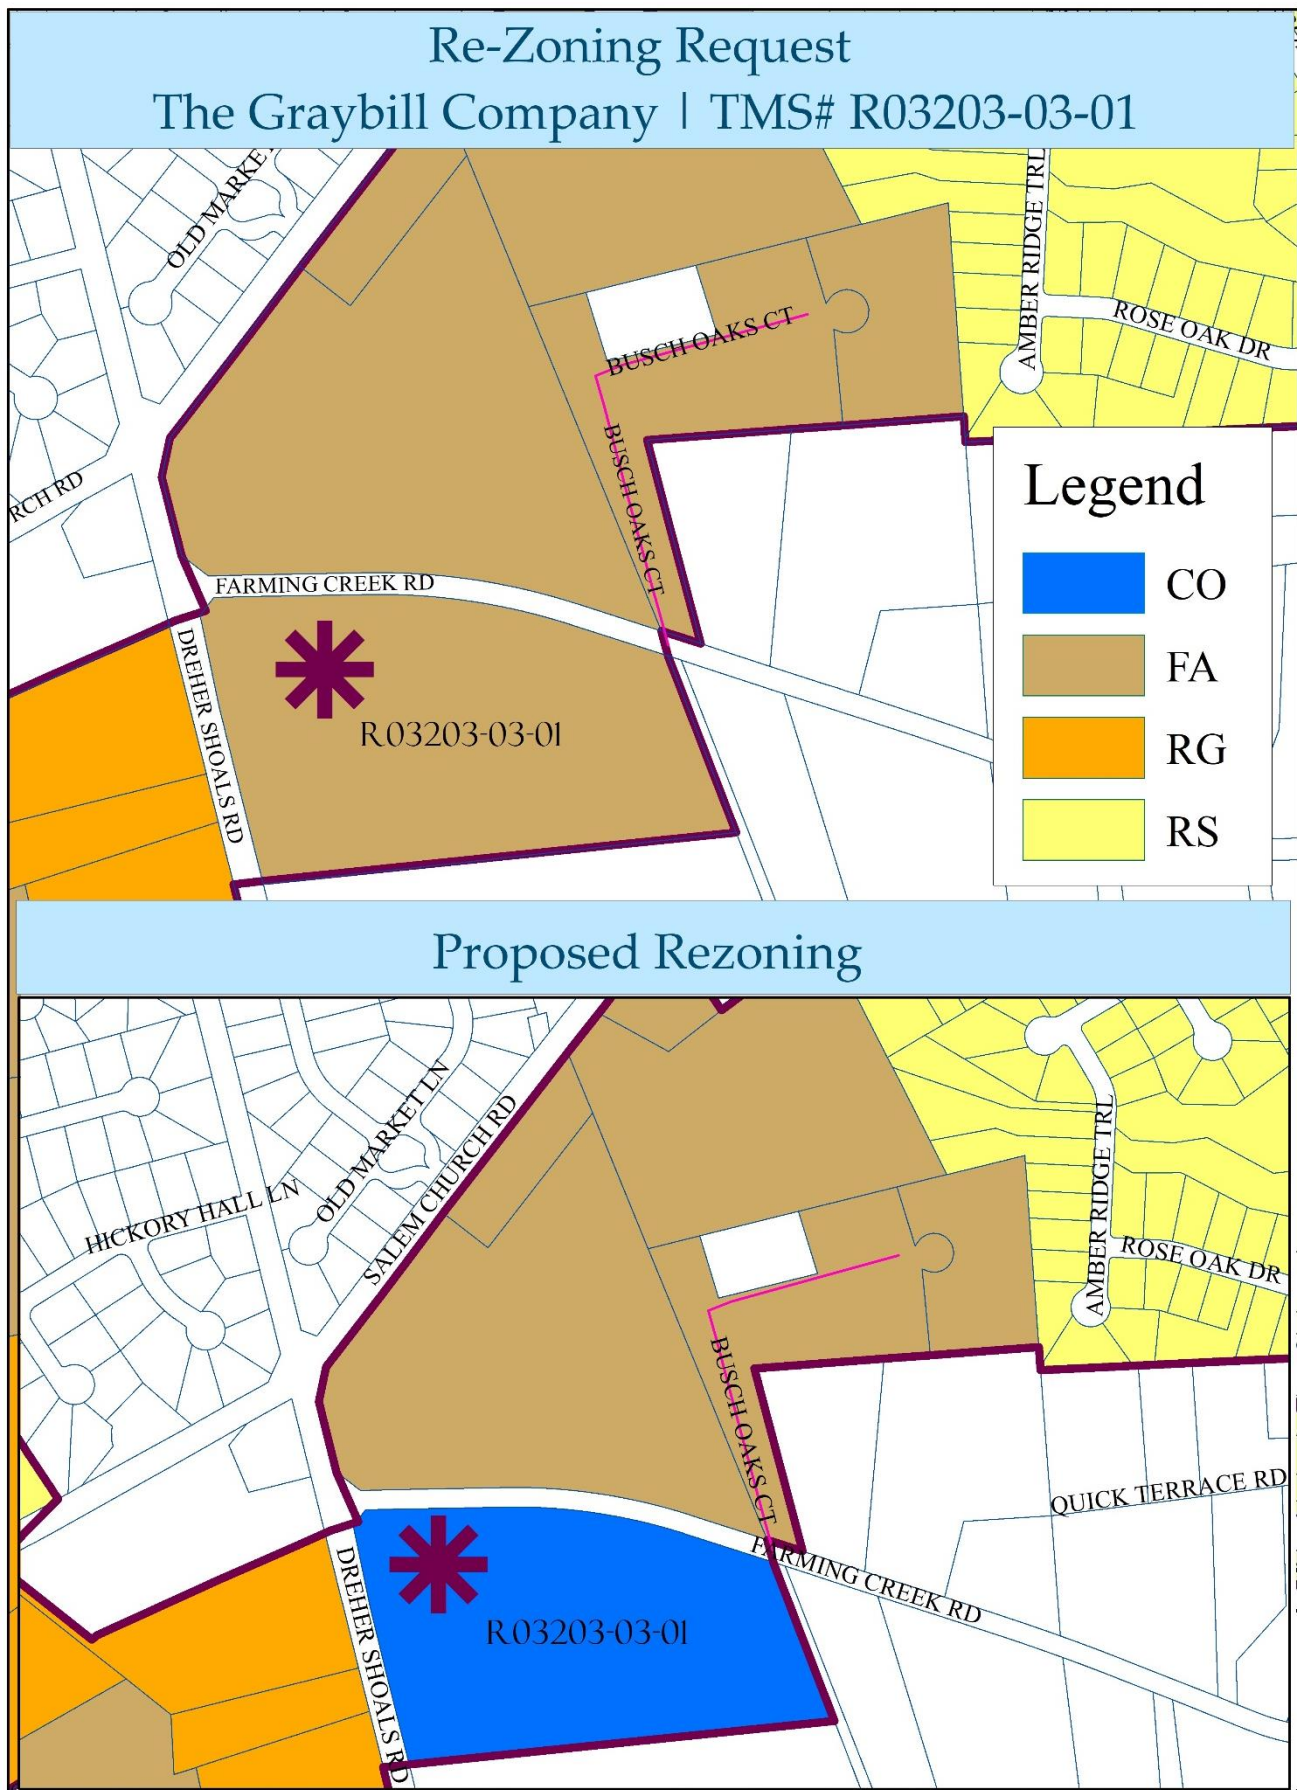 Re-Zoning Request
The Graybill Company | TMS# R03203-03-01
OLD MARKET
AMBER RIDGE TRL
ROSE OAK DR
BUSCH OAKS CT
BUSCH OAKS CT
RCH RD
FARMING CREEK RD
DREHER SHOALS RD
R03203-03-01
Legend
CO
FA
RG
RS
Proposed Rezoning
HICKORY HALL LN
OLD MARKET LN
SALEM CHURCH RD
AMBER RIDGE TRL
ROSE OAK DR
BUSCH OAKS CT
QUICK TERRACE RD
FARMING CREEK RD
DREHER SHOALS RD
R03203-03-01